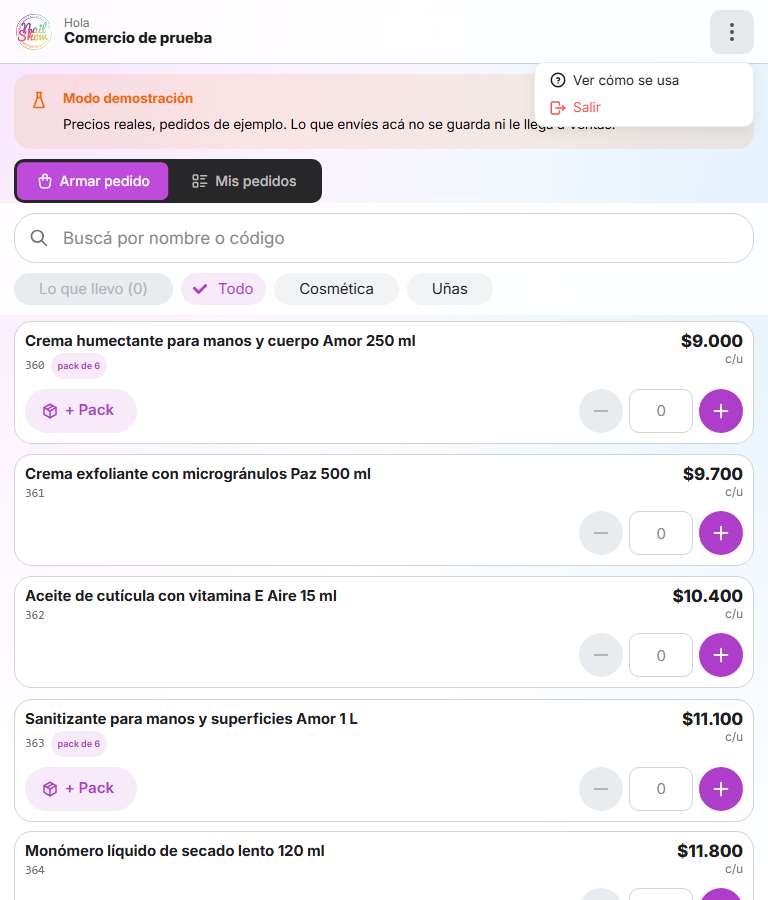 Nail Show
Hola
Comercio de prueba
Ver cómo se usa
Salir
Modo demostración
Precios reales, pedidos de ejemplo. Lo que envíes acá no se guarda ni le llega a Ventas.
Armar pedido
Mis pedidos
Buscá por nombre o código
Lo que llevo (0)
Todo
Cosmética
Uñas
Crema humectante para manos y cuerpo Amor 250 ml
$9.000
360
pack de 6
c/u
+ Pack
0
Crema exfoliante con microgránulos Paz 500 ml
$9.700
361
c/u
0
Aceite de cutícula con vitamina E Aire 15 ml
$10.400
362
c/u
0
Sanitizante para manos y superficies Amor 1 L
$11.100
363
pack de 6
c/u
+ Pack
0
Monómero líquido de secado lento 120 ml
$11.800
364
c/u